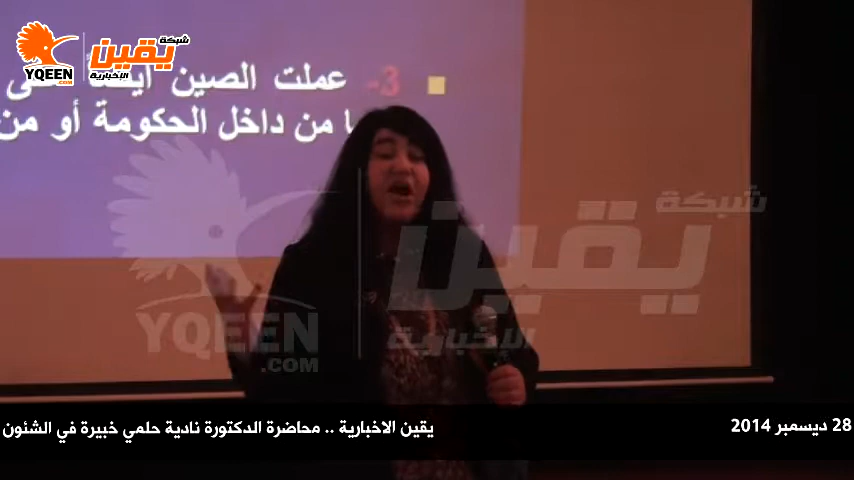 شبكة
يقين
الاخبارية
YQEEN
.COM
3- عملت الصين أيضاً
من داخل الحكومة أو من
شبكة
يقين
الاخبارية
YQEEN
.COM
28 ديسمبر 2014
يقين الاخبارية .. محاضرة الدكتورة نادية حلمي خبيرة في الشئون